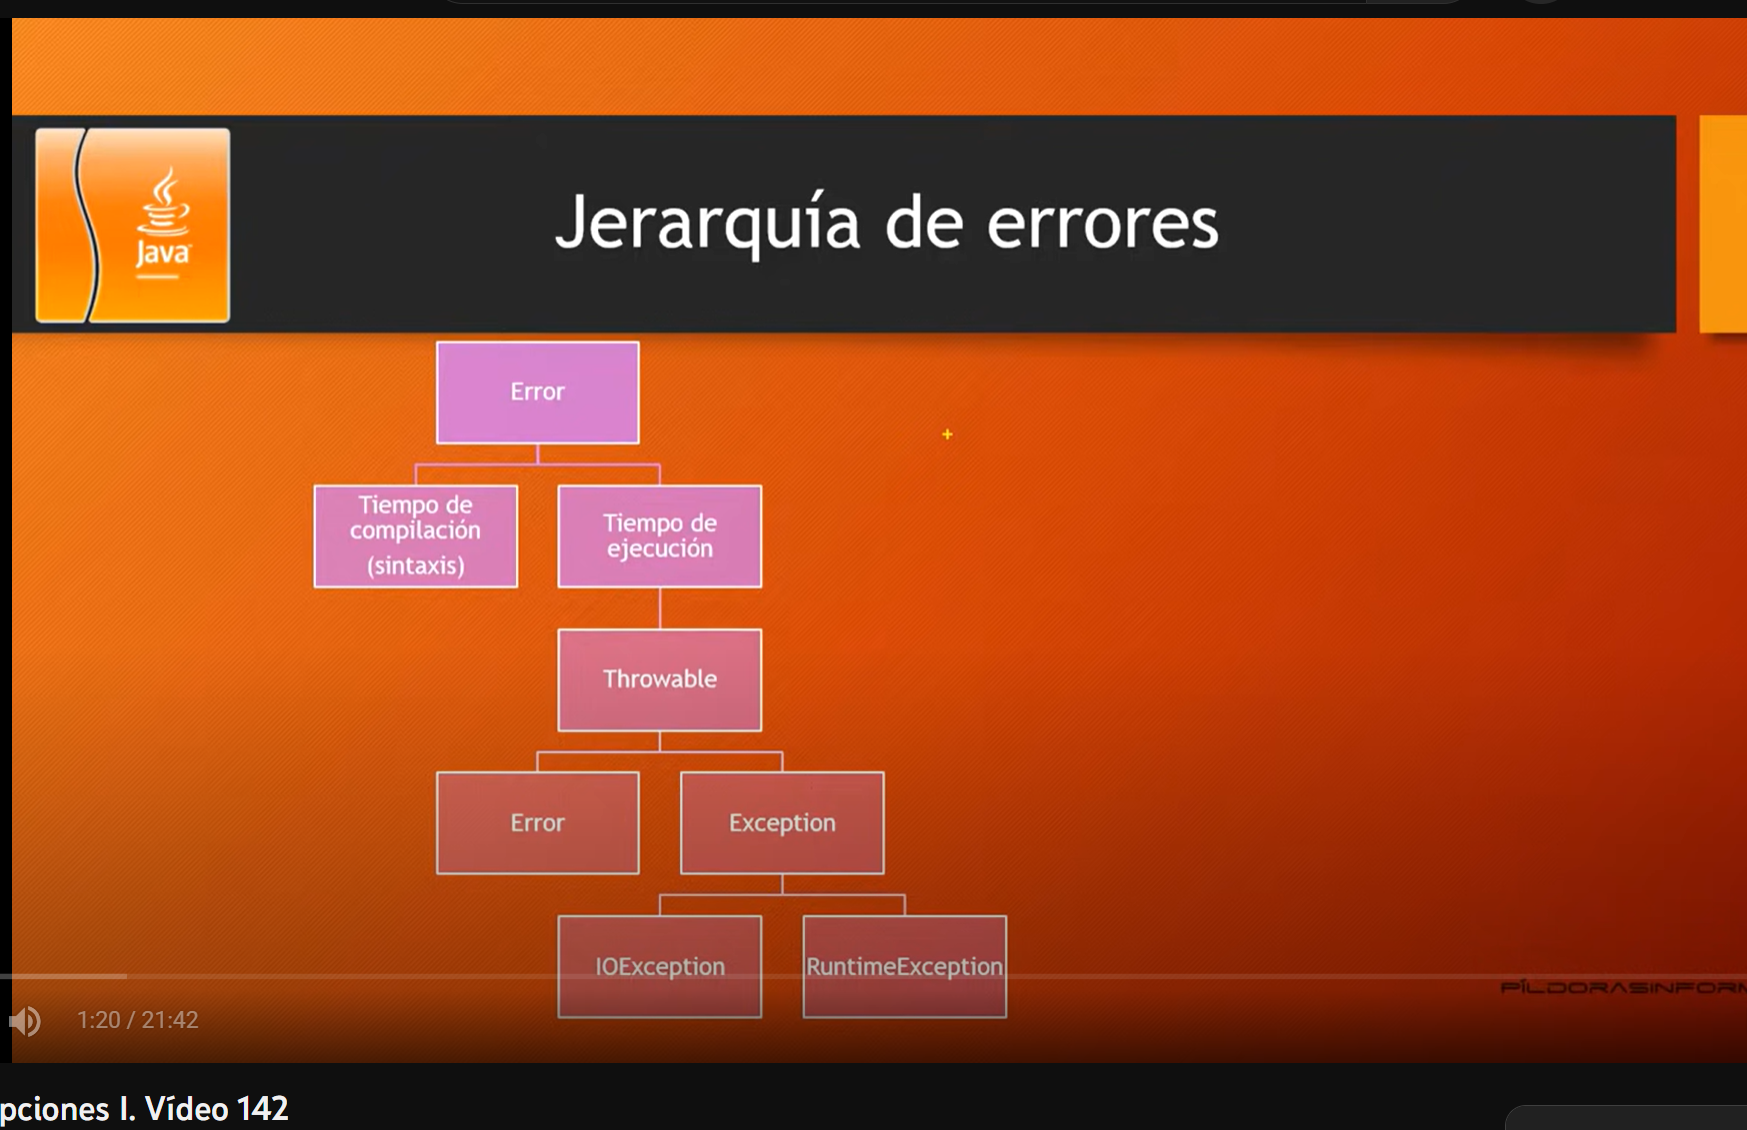 Java
Jerarquía de errores
Error
Tiempo de
compilación
(sintaxis)
Tiempo de
ejecución
Throwable
Error
Exception
IOException
RuntimeException
PÍLDORASINFORM
1:20 / 21:42
pciones I. Vídeo 142